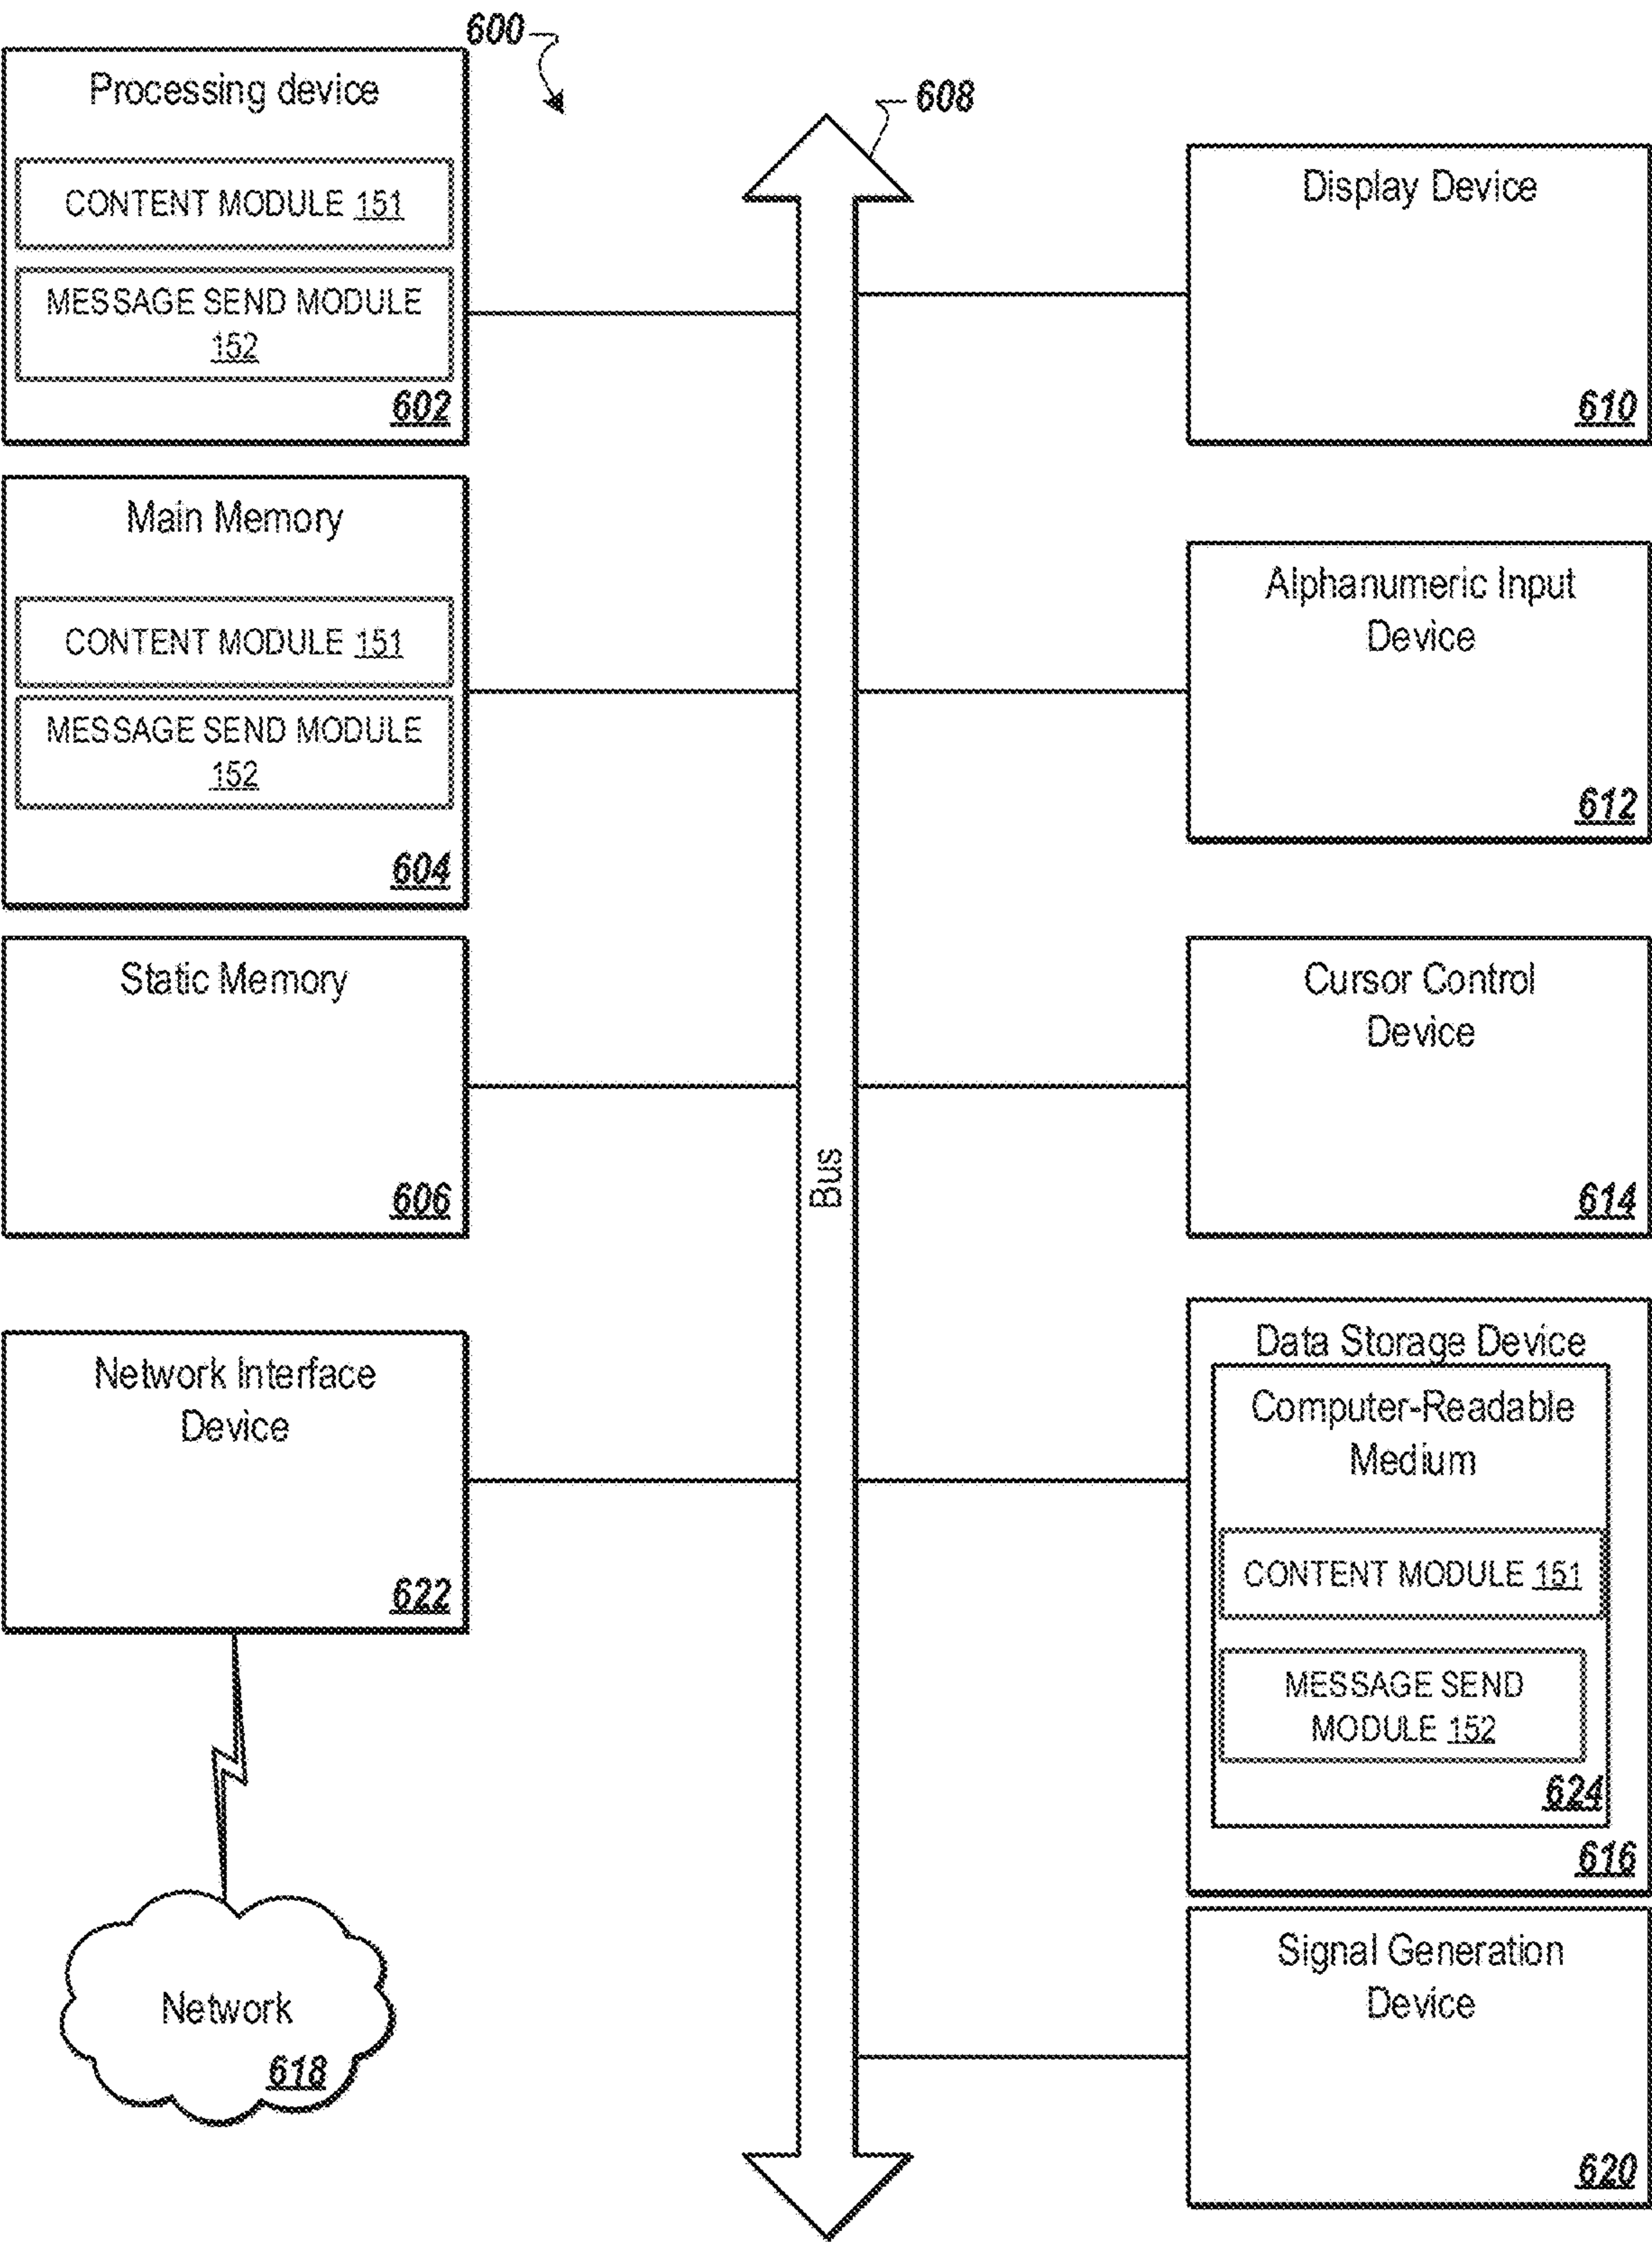 600
608
Processing device
CONTENT MODULE 151
MESSAGE SEND MODULE
152
602
Main Memory
CONTENT MODULE 151
MESSAGE SEND MODULE
152
604
Static Memory
606
Network Interface
Device
622
Network
618
Bus
Display Device
610
Alphanumeric Input
Device
612
Cursor Control
Device
614
Data Storage Device
Computer-Readable
Medium
CONTENT MODULE 151
MESSAGE SEND
MODULE 152
624
616
Signal Generation
Device
620